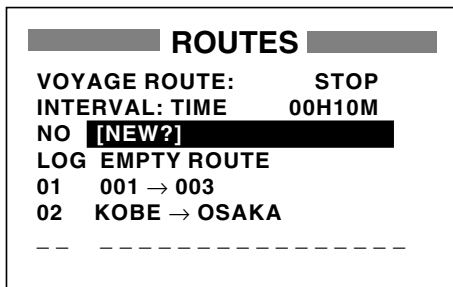 ROUTES
VOYAGE ROUTE: STOP
INTERVAL: TIME 00H10M
NO [NEW?]
LOG EMPTY ROUTE
01 001 → 003
02 KOBE → OSAKA
_ _ _ _ _ _ _ _ _ _ _ _ _ _ _ _ _ _